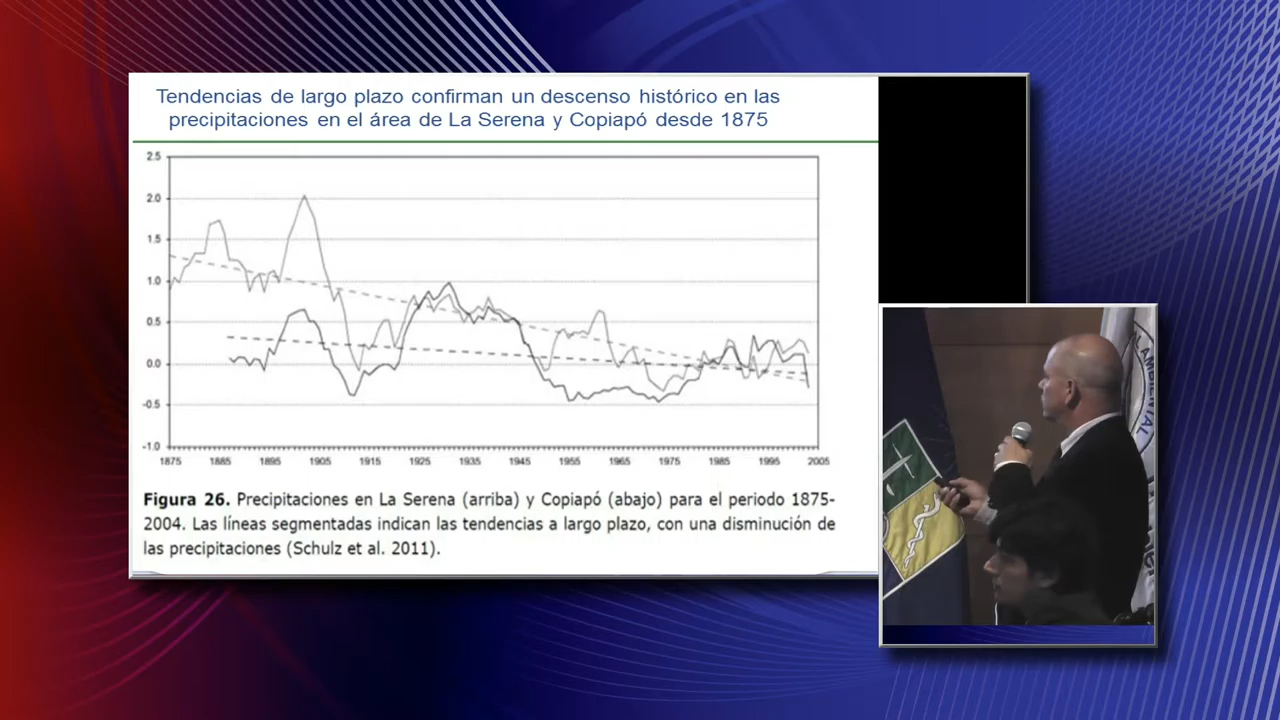 Tendencias de largo plazo confirman un descenso histórico en las
precipitaciones en el área de La Serena y Copiapó desde 1875
2.5
2.0
1.5
1.0
0.5
0.0
-0.5
-1.0
1875 1885 1895 1905 1915 1925 1935 1945 1955 1965 1975 1985 1995 2005
Figura 26. Precipitaciones en La Serena (arriba) y Copiapó (abajo) para el periodo 1875-
2004. Las líneas segmentadas indican las tendencias a largo plazo, con una disminución de
las precipitaciones (Schulz et al. 2011).
AMBIENTAL